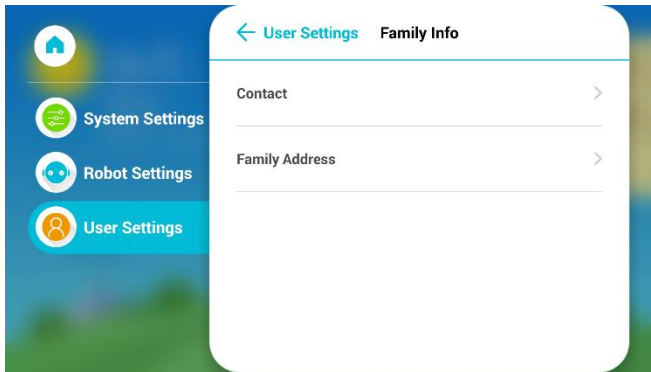 User Settings Family Info
Contact
Family Address
System Settings
Robot Settings
User Settings